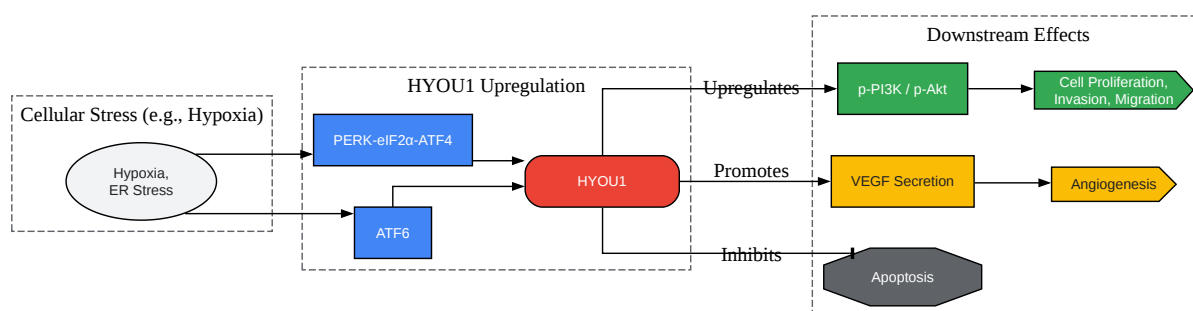 Downstream Effects
HYOU1 Upregulation
Upregulates
p-PI3K / p-Akt
Cell Proliferation,
Invasion, Migration
Cellular Stress (e.g., Hypoxia)
PERK-eIF2α-ATF4
Hypoxia,
ER Stress
HYOU1
Promotes
VEGF Secretion
Angiogenesis
ATF6
Inhibits
Apoptosis